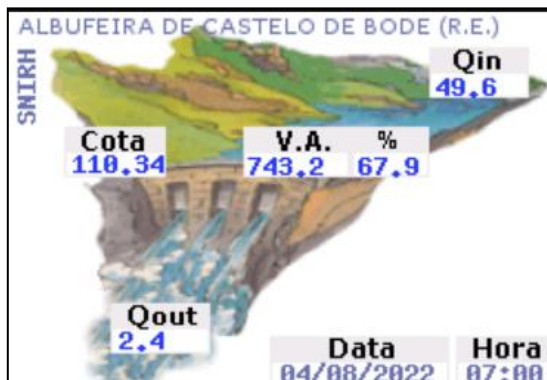 ALBUFEIRA DE CASTELO DE BODE (R.E.)
SNIRH
Qin
49.6
Cota V.A. %
110.34 743.2 67.9
Qout
2.4
Data Hora
04/08/2022 07:00